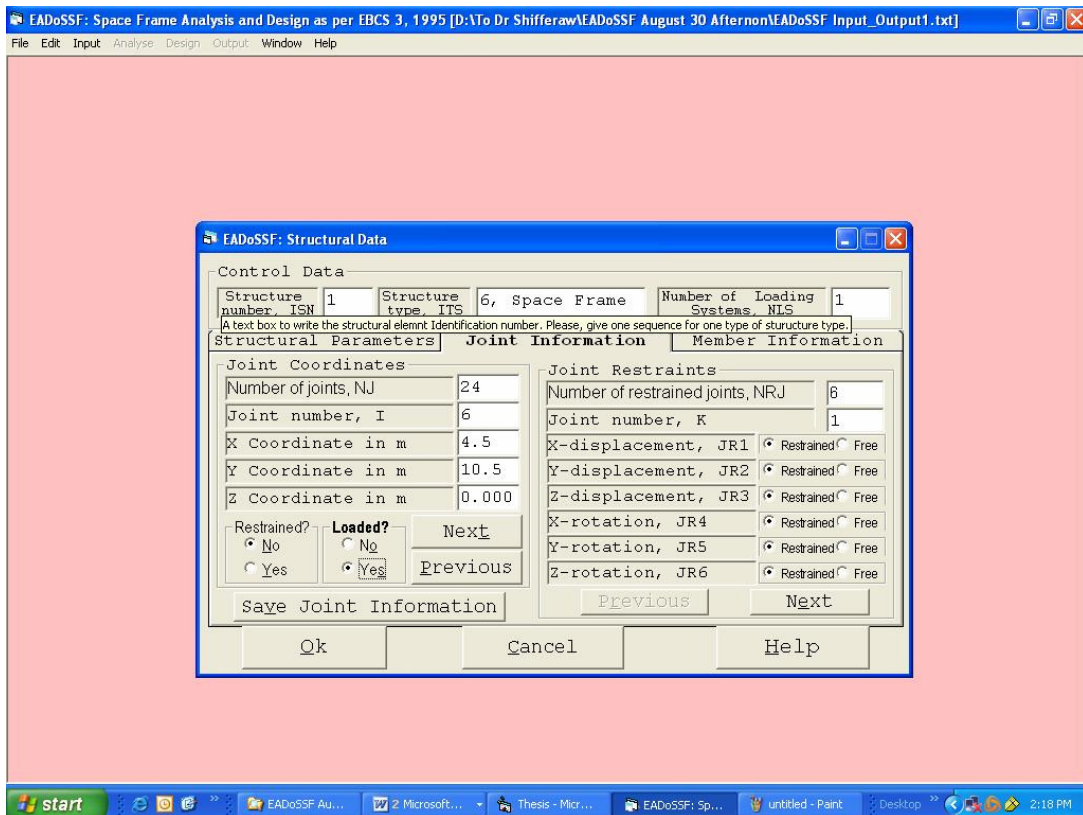 EADoSSF: Space Frame Analysis and Design as per EBCS 3, 1995 [D:\To Dr Shifferaw\EADoSSF August 30 Afternon\EADoSSF Input_Output1.txt]
File Edit Input Analyse Design Output Window Help
EADoSSF: Structural Data
Control Data
Structure number, ISN 1 Structure type, ITS 6, Space Frame Number of Loading Systems, NLS 1
A text box to write the structural elemnt Identification number. Please, give one sequence for one type of sturucture type.
Structural Parameters Joint Information Member Information
Joint Coordinates
Number of joints, NJ 24
Joint number, I 6
X Coordinate in m 4.5
Y Coordinate in m 10.5
Z Coordinate in m 0.000
Restrained? No Yes
Loaded? No Yes
Next
Previous
Save Joint Information
Joint Restraints
Number of restrained joints, NRJ 6
Joint number, K 1
X-displacement, JR1 Restrained Free
Y-displacement, JR2 Restrained Free
Z-displacement, JR3 Restrained Free
X-rotation, JR4 Restrained Free
Y-rotation, JR5 Restrained Free
Z-rotation, JR6 Restrained Free
Previous Next
Ok Cancel Help
start EADoSSF Au... 2 Microsoft... Thesis - Micr... EADoSSF: Sp... untitled - Paint Desktop 2:18 PM